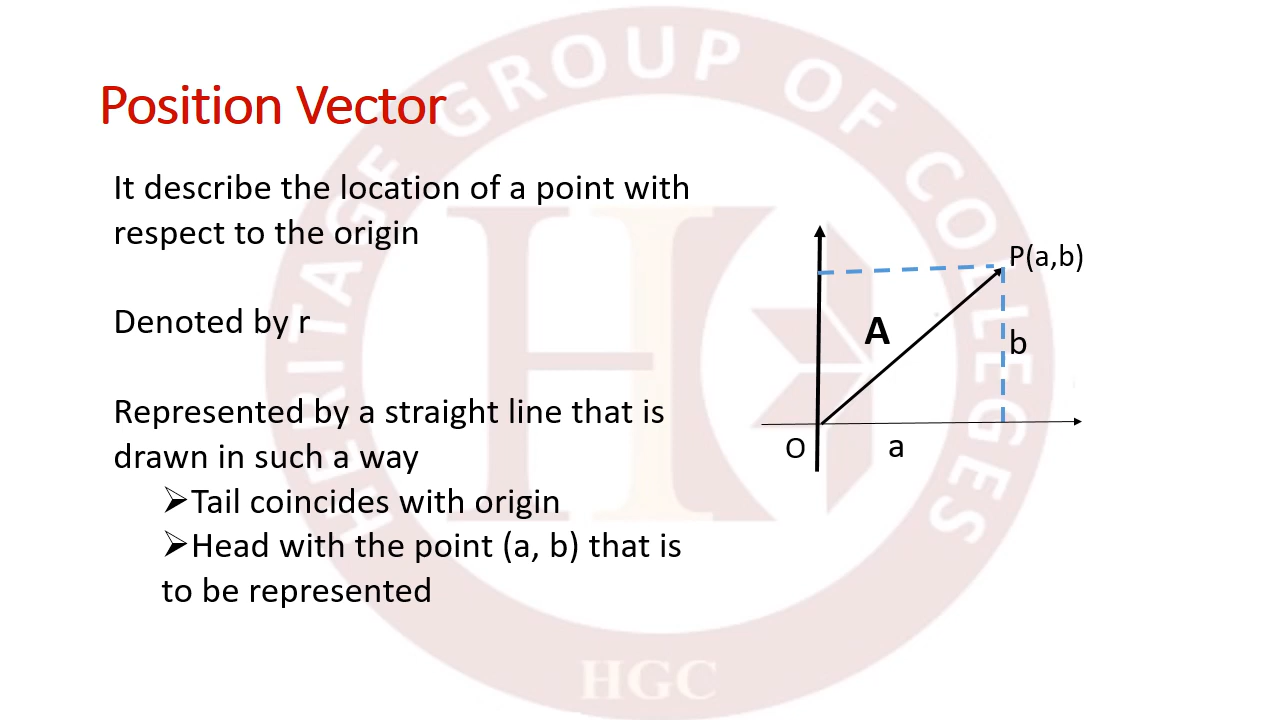 Position Vector
It describe the location of a point with
respect to the origin
Denoted by r
Represented by a straight line that is
drawn in such a way
➢Tail coincides with origin
➢Head with the point (a, b) that is
to be represented
P(a,b)
A
b
O
a
HERITAGE GROUP OF COLLEGES
H
HGC